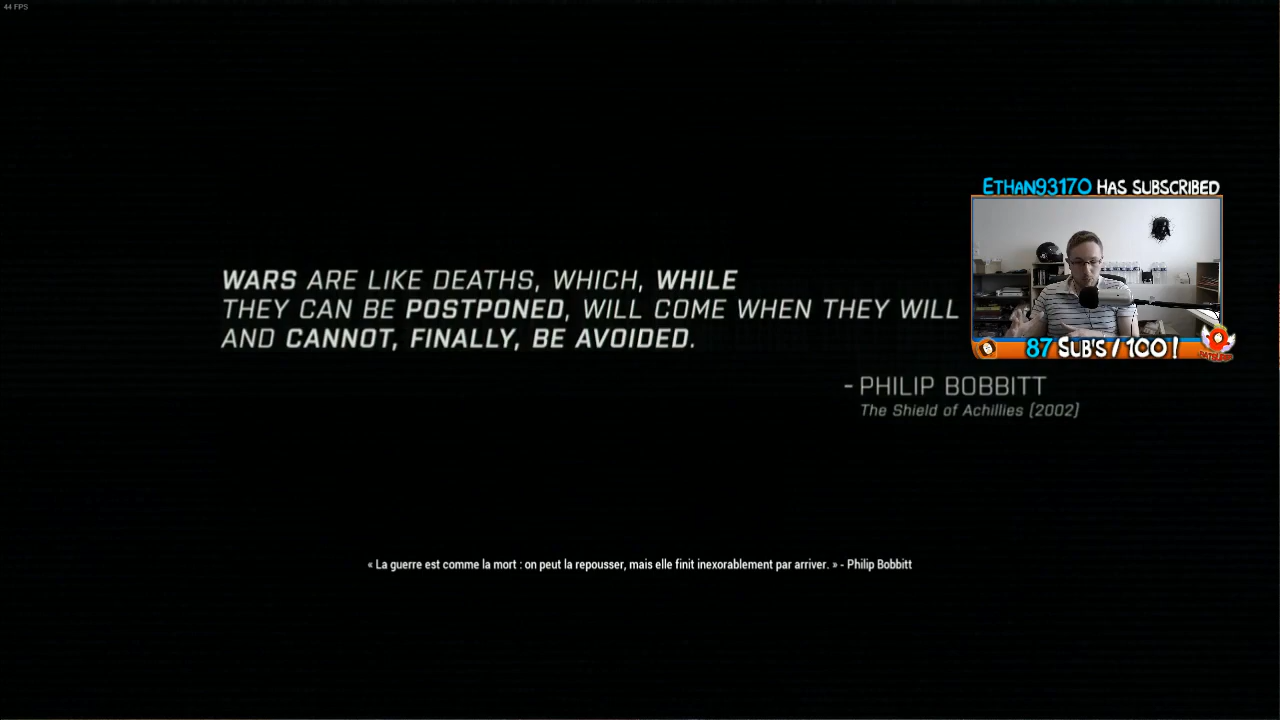 44 FPS
ETHAN93170 HAS SUBSCRIBED
WARS ARE LIKE DEATHS, WHICH, WHILE
THEY CAN BE POSTPONED, WILL COME WHEN THEY WILL
AND CANNOT, FINALLY, BE AVOIDED.
87 SUB'S / 100 !
- PHILIP BOBBITT
The Shield of Achillies [2002]
« La guerre est comme la mort : on peut la repousser, mais elle finit inexorablement par arriver. » - Philip Bobbitt